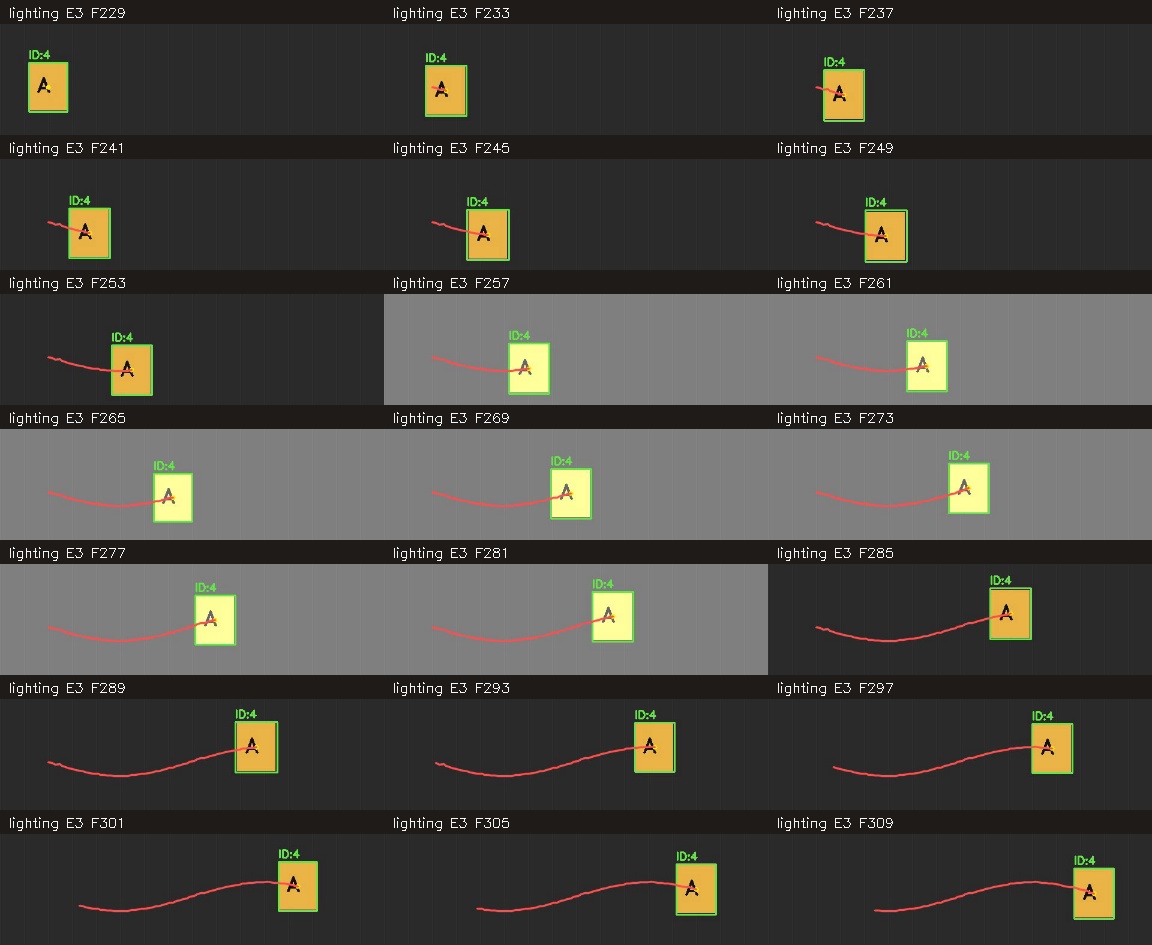 lighting E3 F229
lighting E3 F233
lighting E3 F237
ID:4
A
ID:4
A
ID:4
A
lighting E3 F241
lighting E3 F245
lighting E3 F249
ID:4
A
ID:4
A
ID:4
A
lighting E3 F253
lighting E3 F257
lighting E3 F261
ID:4
A
ID:4
A
ID:4
A
lighting E3 F265
lighting E3 F269
lighting E3 F273
ID:4
A
ID:4
A
ID:4
A
lighting E3 F277
lighting E3 F281
lighting E3 F285
ID:4
A
ID:4
A
ID:4
A
lighting E3 F289
lighting E3 F293
lighting E3 F297
ID:4
A
ID:4
A
ID:4
A
lighting E3 F301
lighting E3 F305
lighting E3 F309
ID:4
A
ID:4
A
ID:4
A